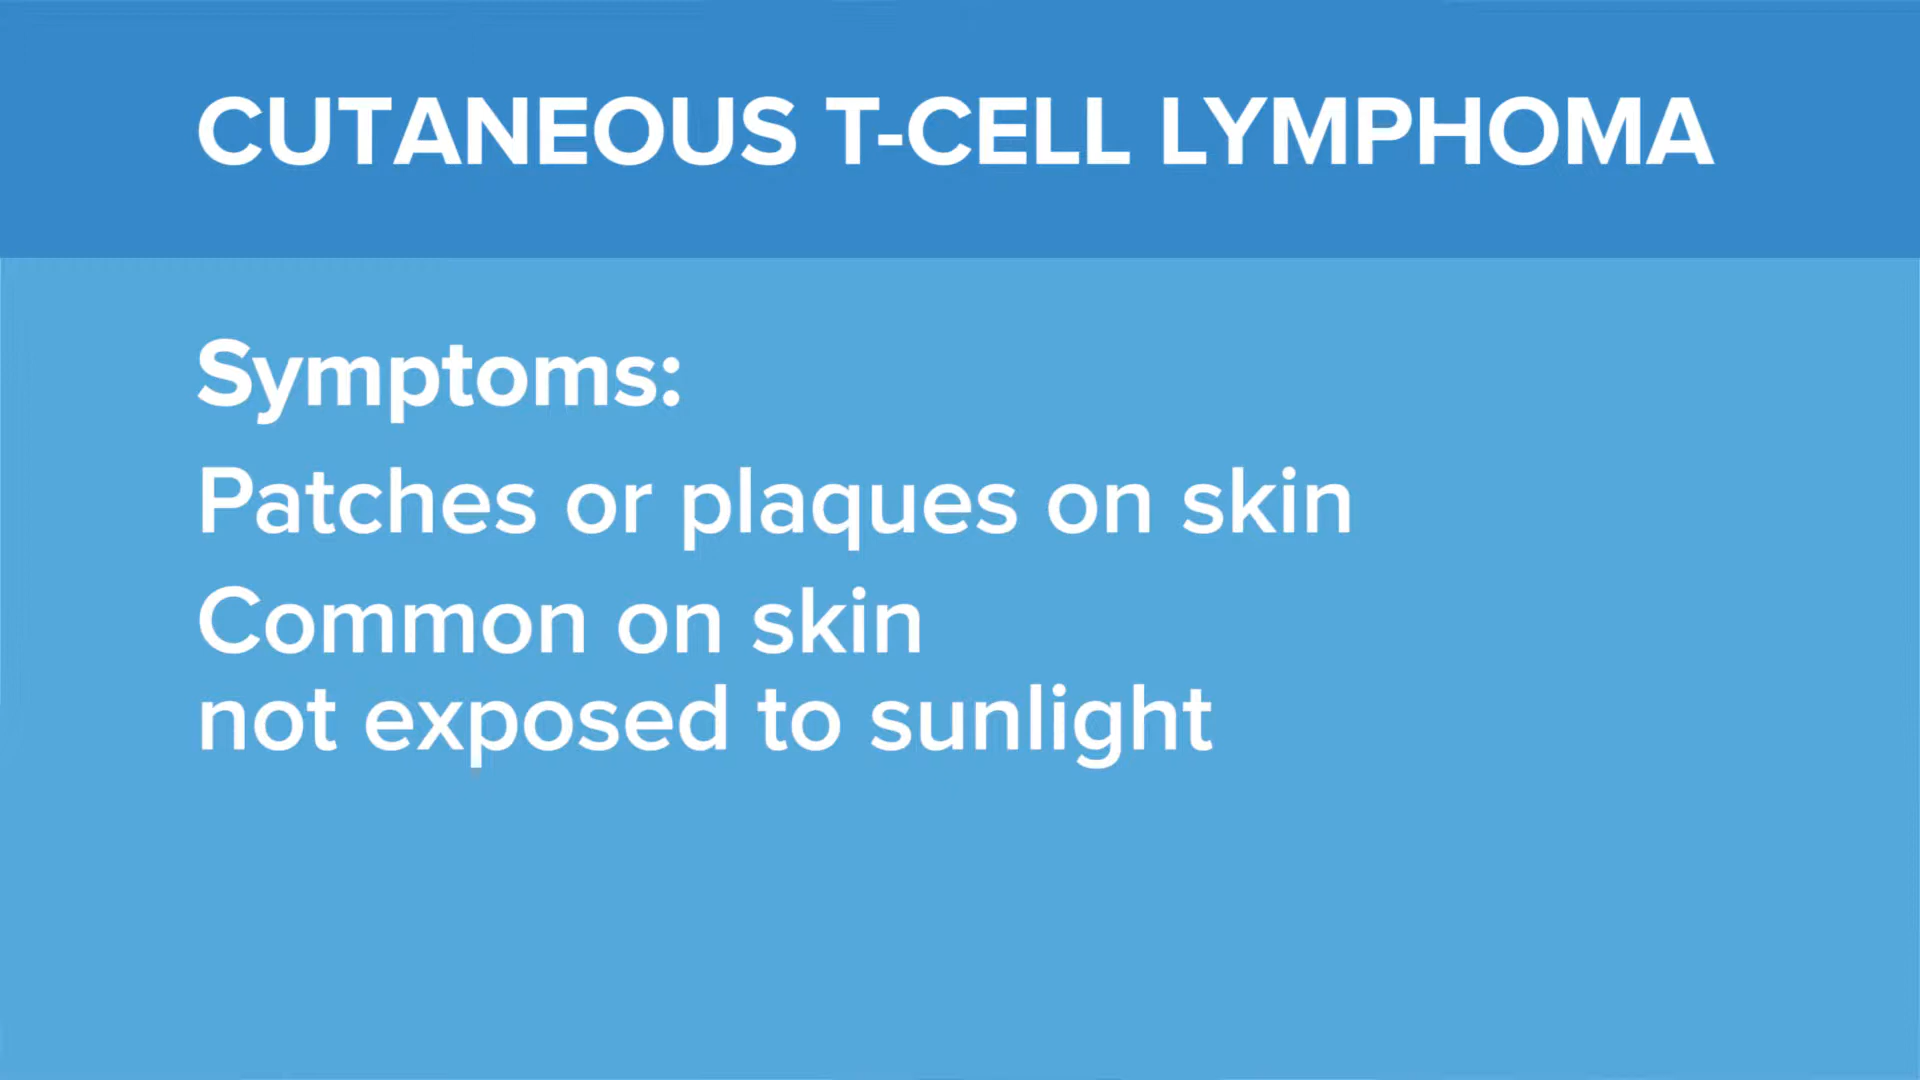 CUTANEOUS T-CELL LYMPHOMA
Symptoms:
Patches or plaques on skin
Common on skin
not exposed to sunlight